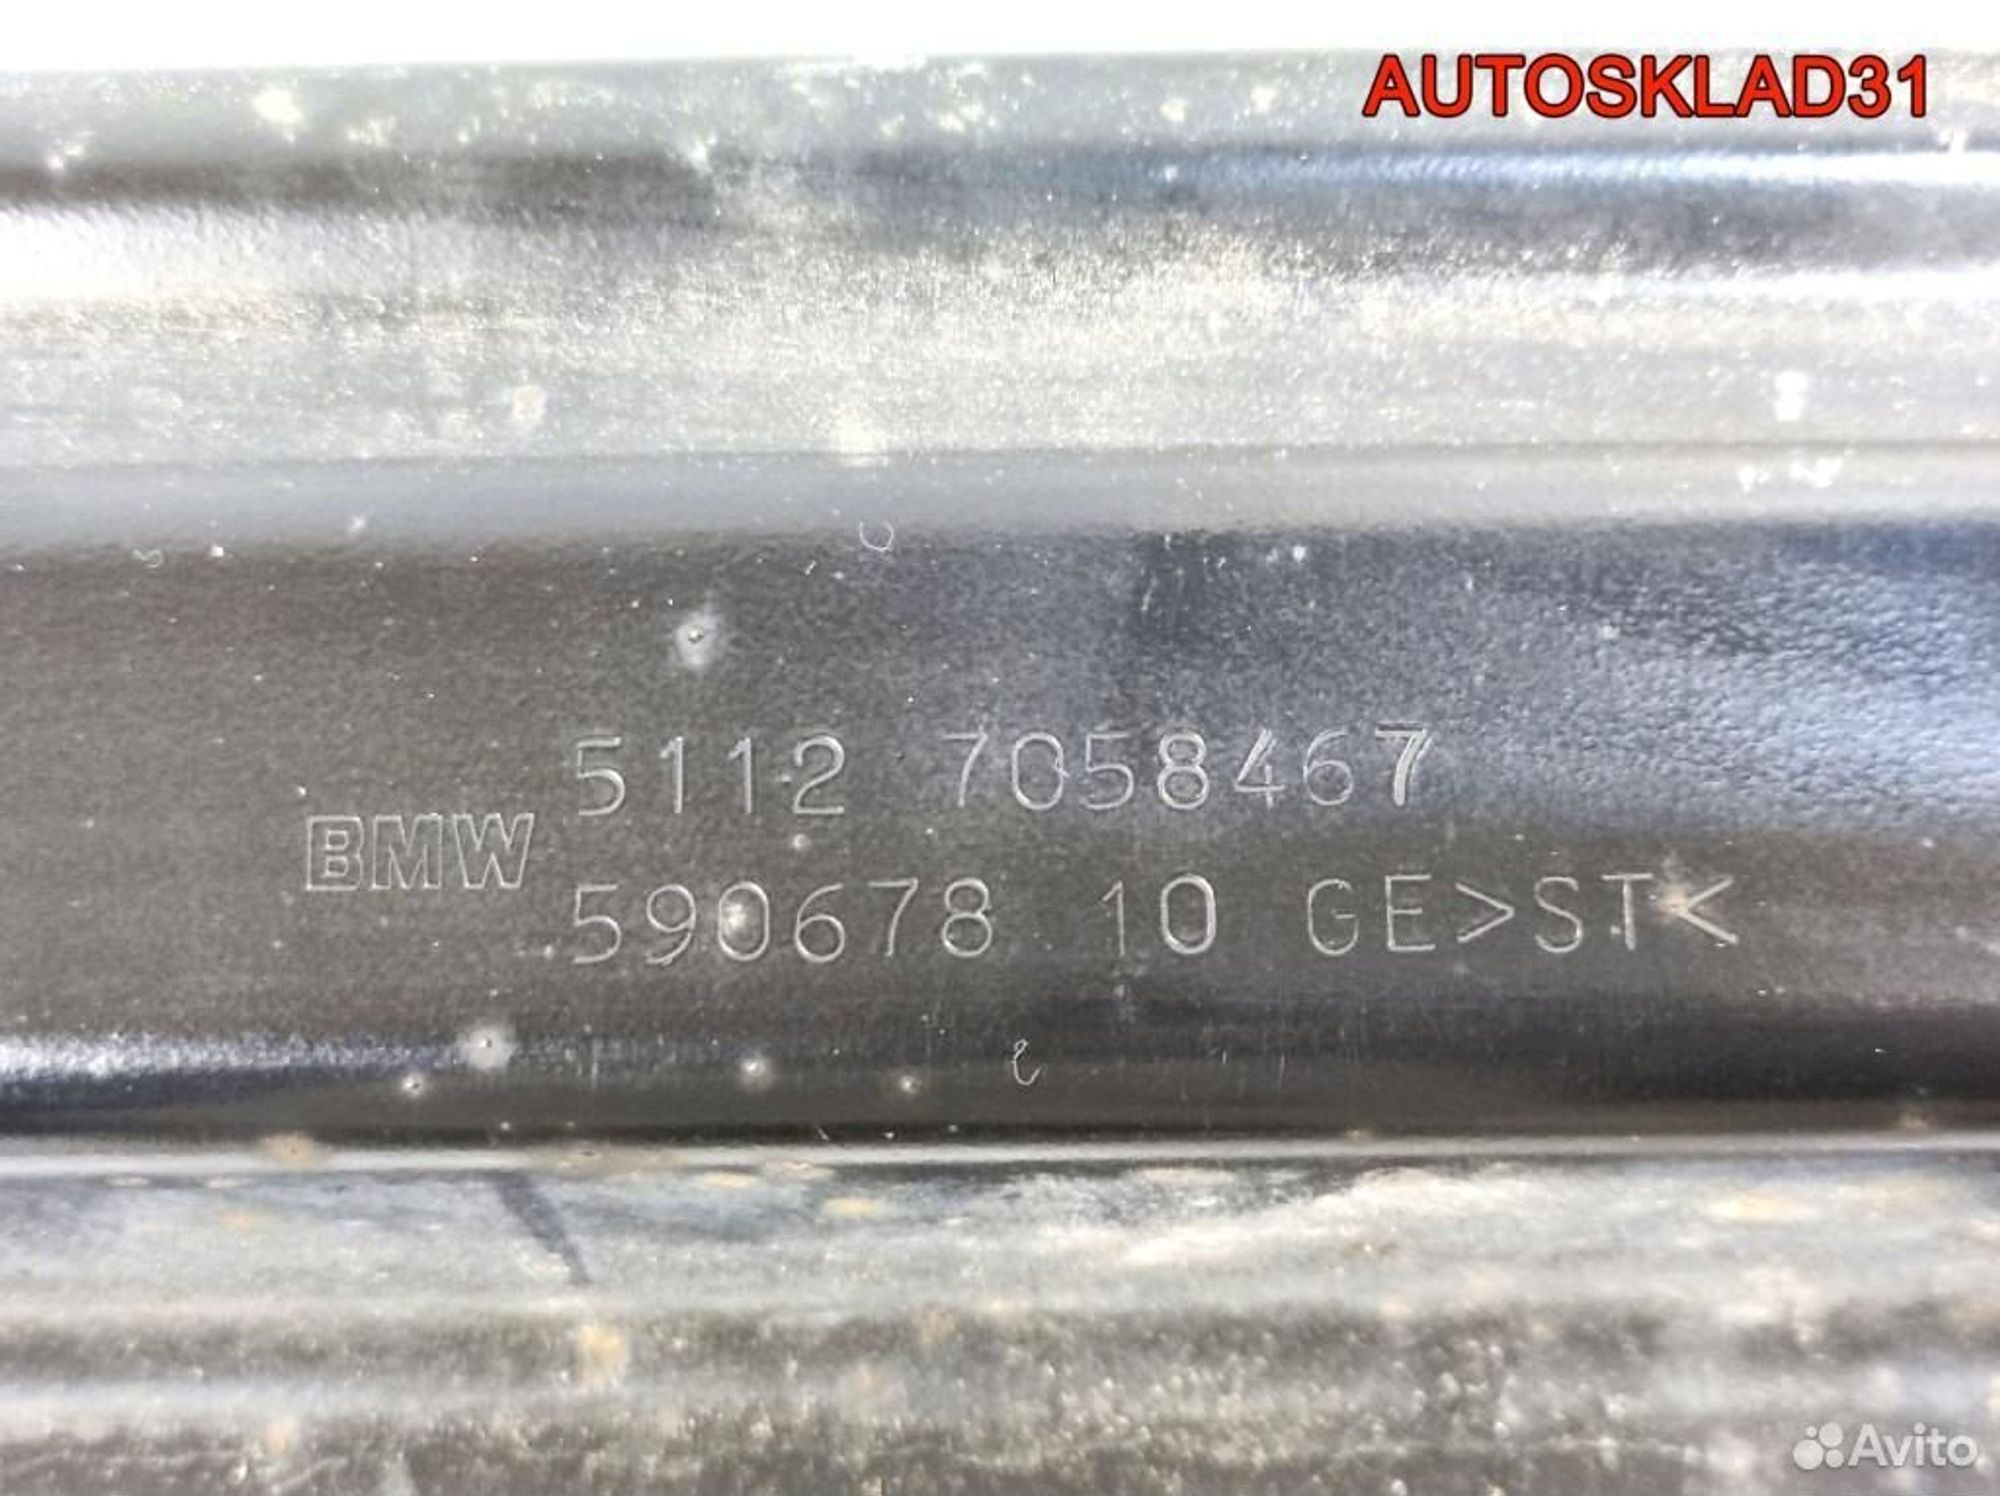 AUTOSKLAD31
5112 7058467
BMW
590678 10 GE>ST<
Avito